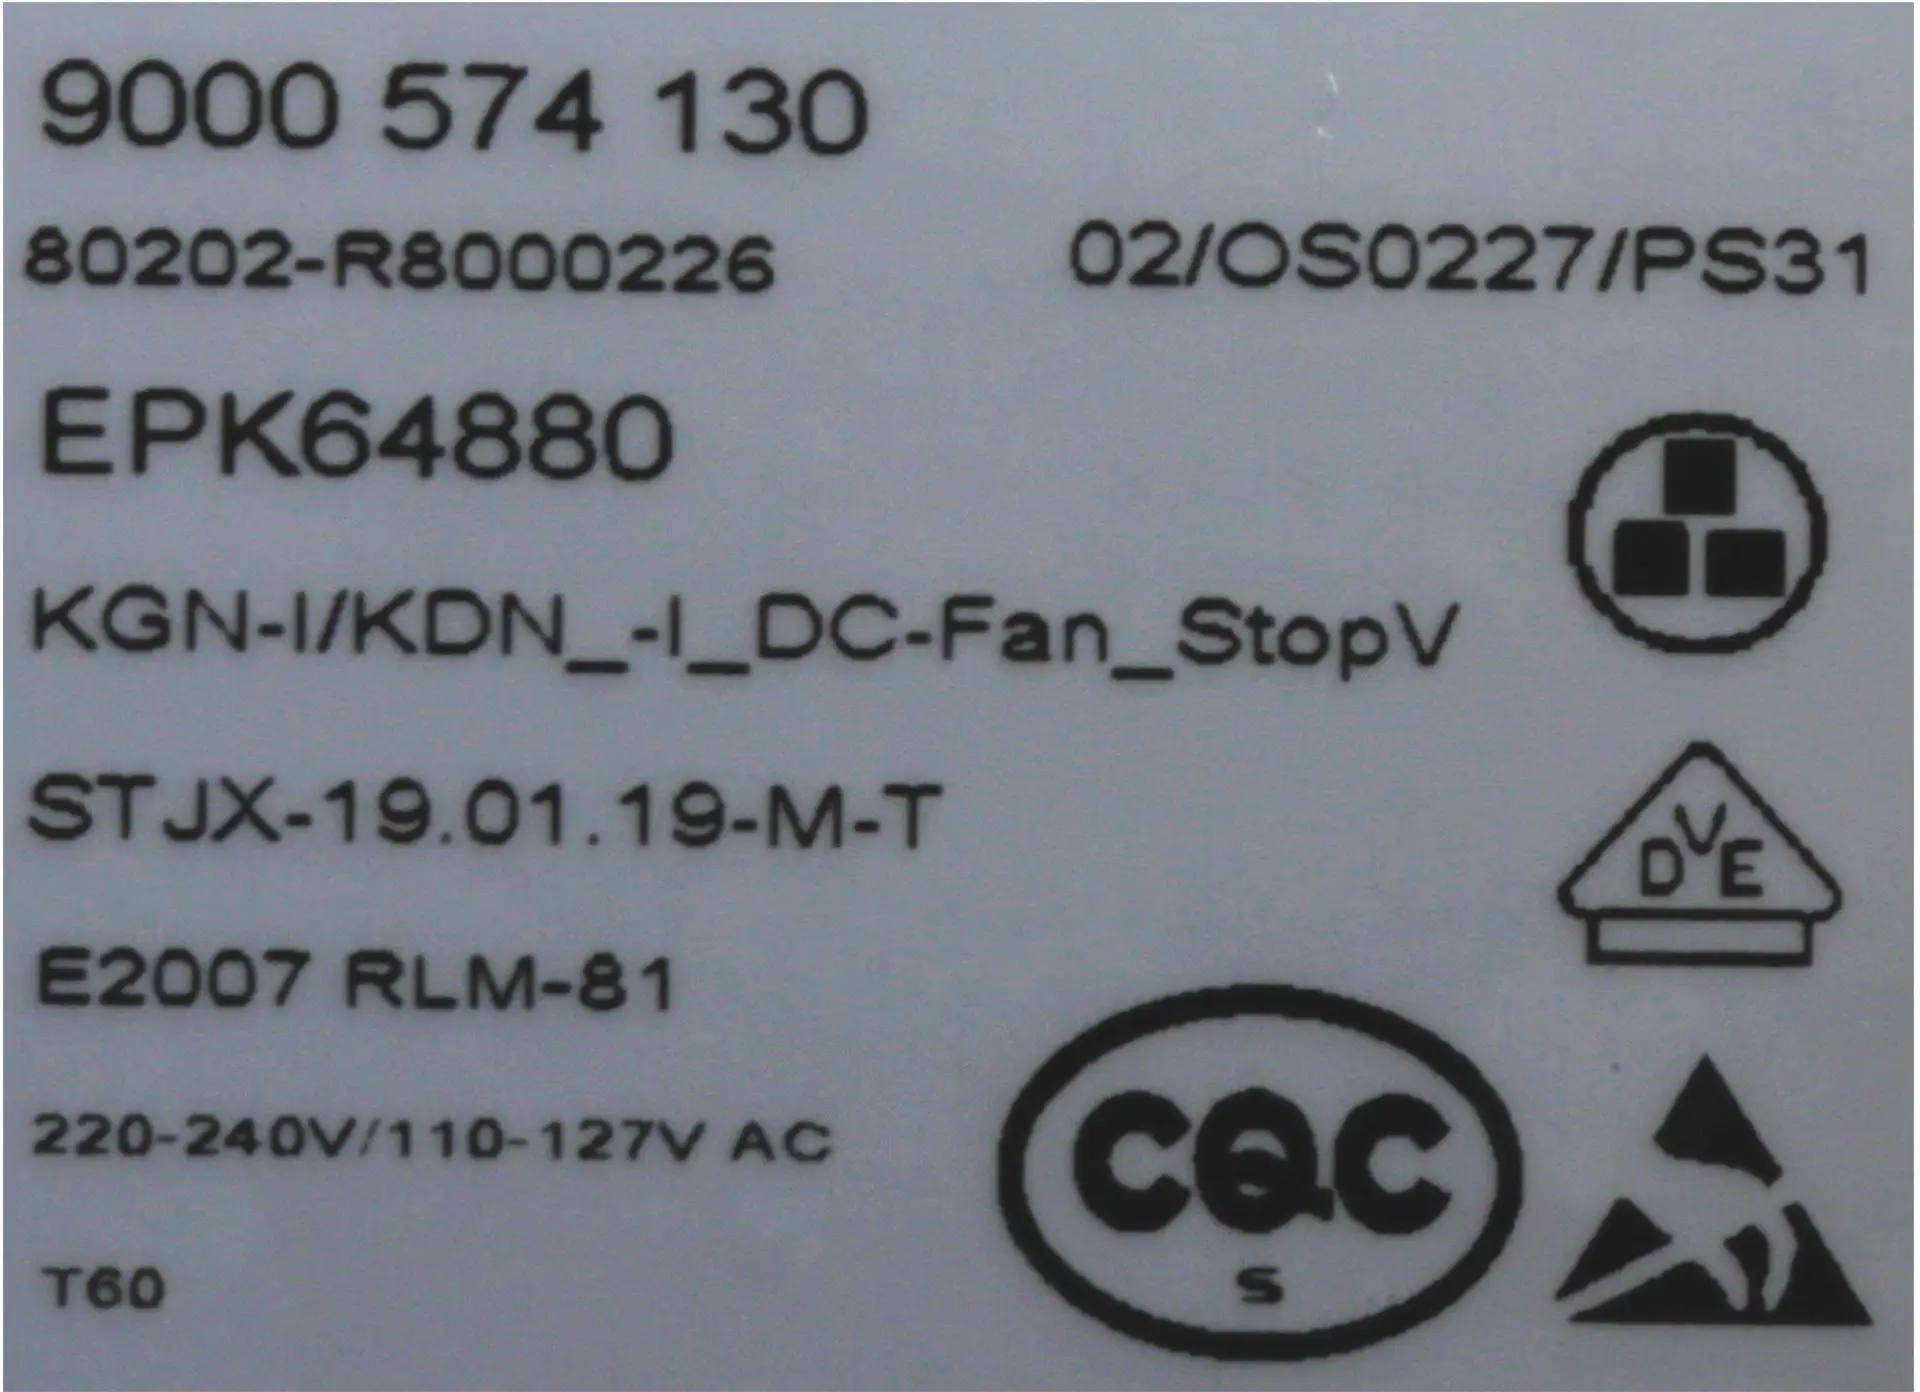 9000 574 130
80202-R8000226 02/OS0227/PS31
EPK64880
KGN-I/KDN_-I_DC-Fan_StopV
STJX-19.01.19-M-T
DVE
E2007 RLM-81
220-240V/110-127V AC
CQC
S
T60